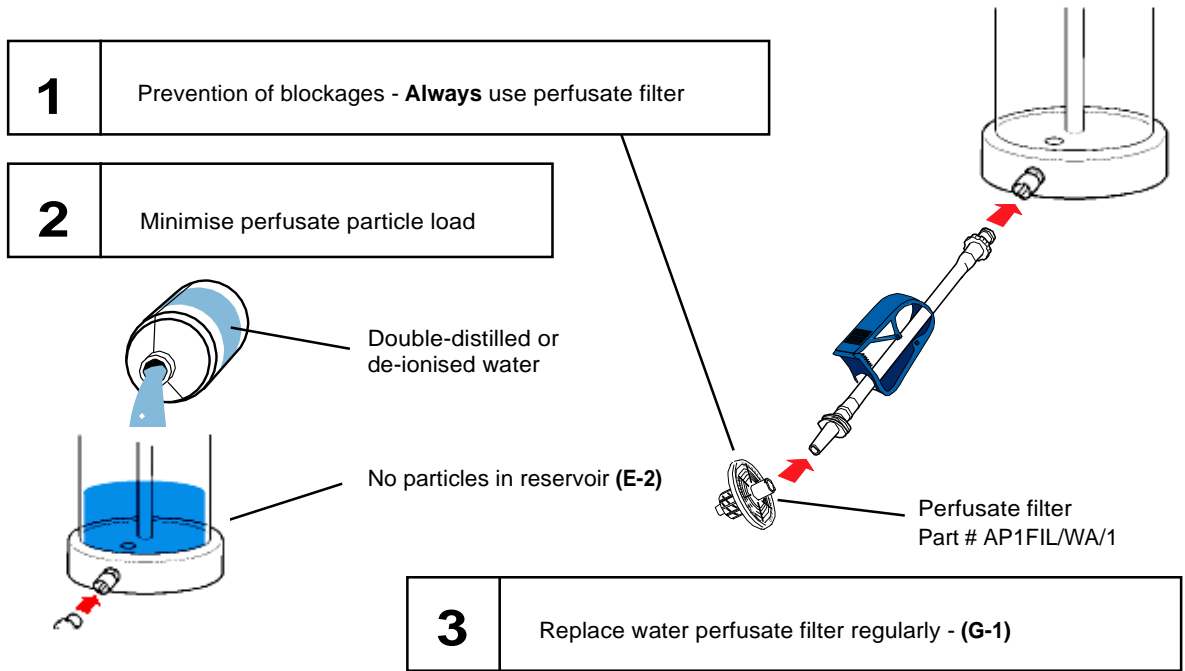 1
Prevention of blockages - Always use perfusate filter
2
Minimise perfusate particle load
Double-distilled or
de-ionised water
No particles in reservoir (E-2)
Perfusate filter
Part # AP1FIL/WA/1
3
Replace water perfusate filter regularly - (G-1)